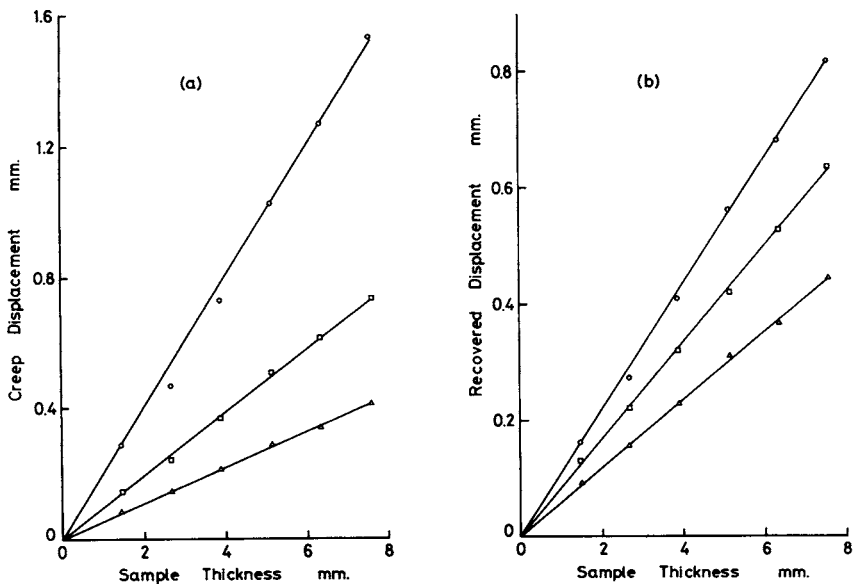 1.6
1.2
0.8
0.4
0
Creep Displacement mm.
(a)
0 2 4 6 8
Sample Thickness mm.
0.8
0.6
0.4
0.2
0
Recovered Displacement mm.
(b)
0 2 4 6 8
Sample Thickness mm.